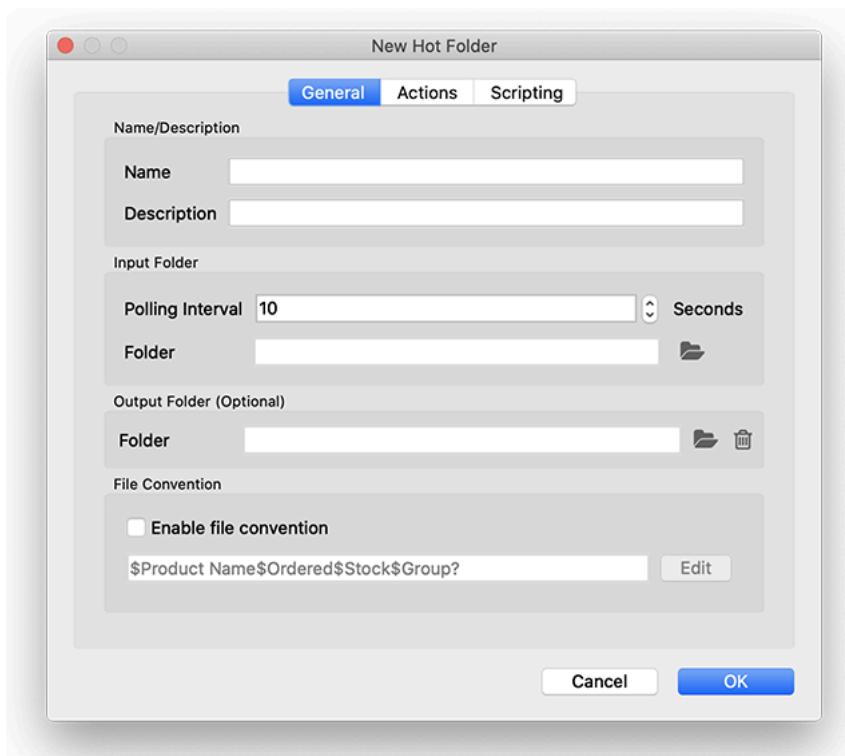 New Hot Folder
General Actions Scripting
Name/Description
Name
Description
Input Folder
Polling Interval 10 Seconds
Folder
Output Folder (Optional)
Folder
File Convention
Enable file convention
$Product Name$Ordered$Stock$Group? Edit
Cancel OK